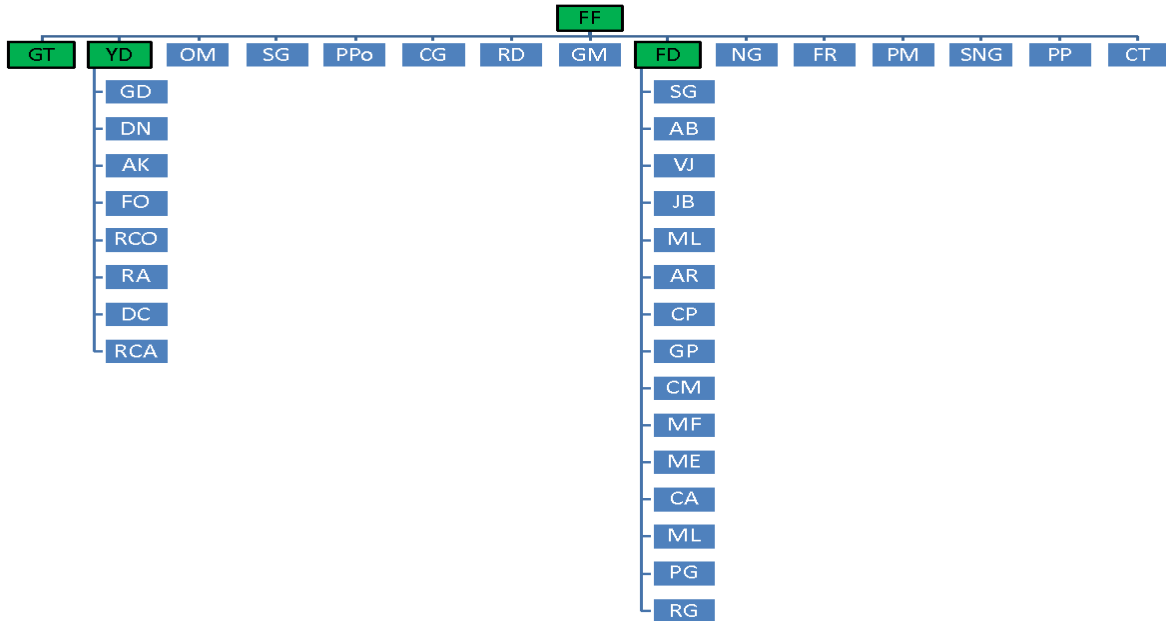 FF
GT YD OM SG PPo CG RD GM FD NG FR PM SNG PP CT
GD
DN
AK
FO
RCO
RA
DC
RCA
SG
AB
VJ
JB
ML
AR
CP
GP
CM
MF
ME
CA
ML
PG
RG